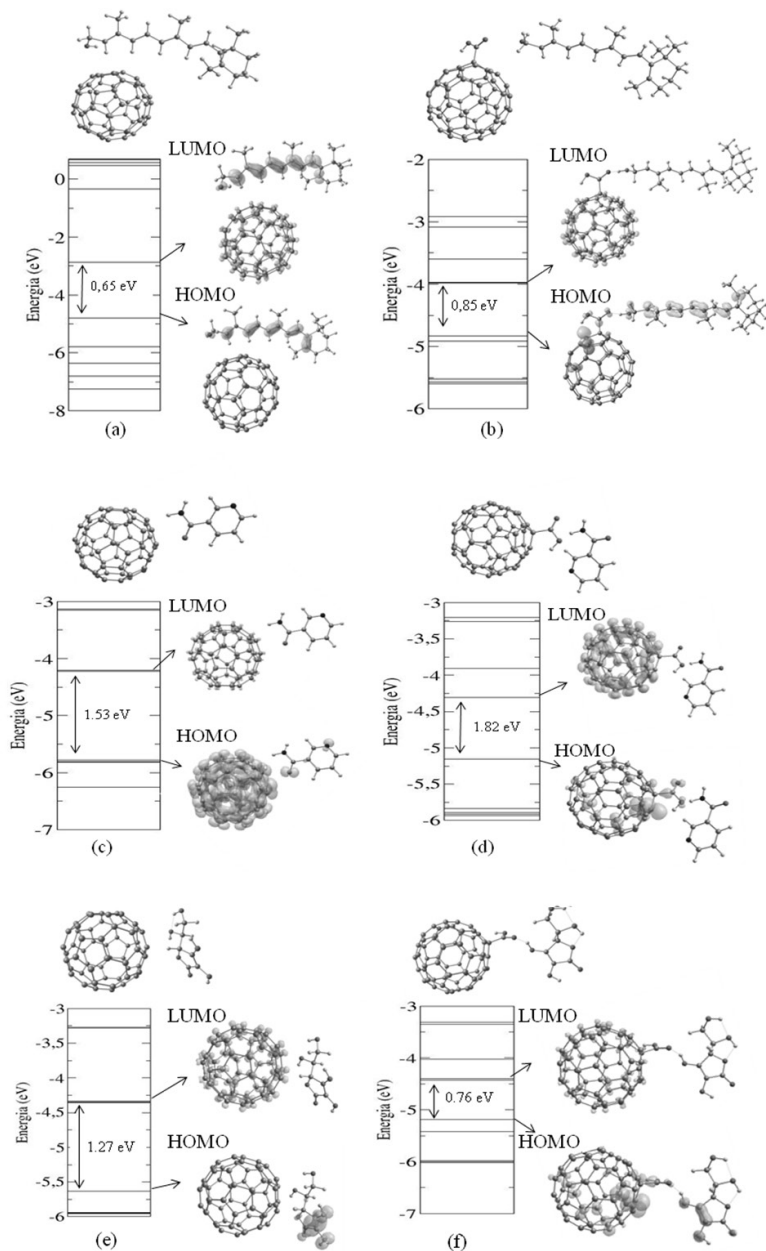 LUMO
HOMO
Energia (eV)
0
-2
-4
-6
-8
0,65 eV
(a)
LUMO
HOMO
Energia (eV)
-2
-3
-4
-5
-6
0,85 eV
(b)
LUMO
HOMO
Energia (eV)
-3
-4
-5
-6
-7
1.53 eV
(c)
LUMO
HOMO
Energia (eV)
-3
-3.5
-4
-4.5
-5
-5.5
-6
1.82 eV
(d)
LUMO
HOMO
Energia (eV)
-3
-3.5
-4
-4.5
-5
-5.5
-6
1.27 eV
(e)
LUMO
HOMO
Energia (eV)
-3
-4
-5
-6
-7
0.76 eV
(f)